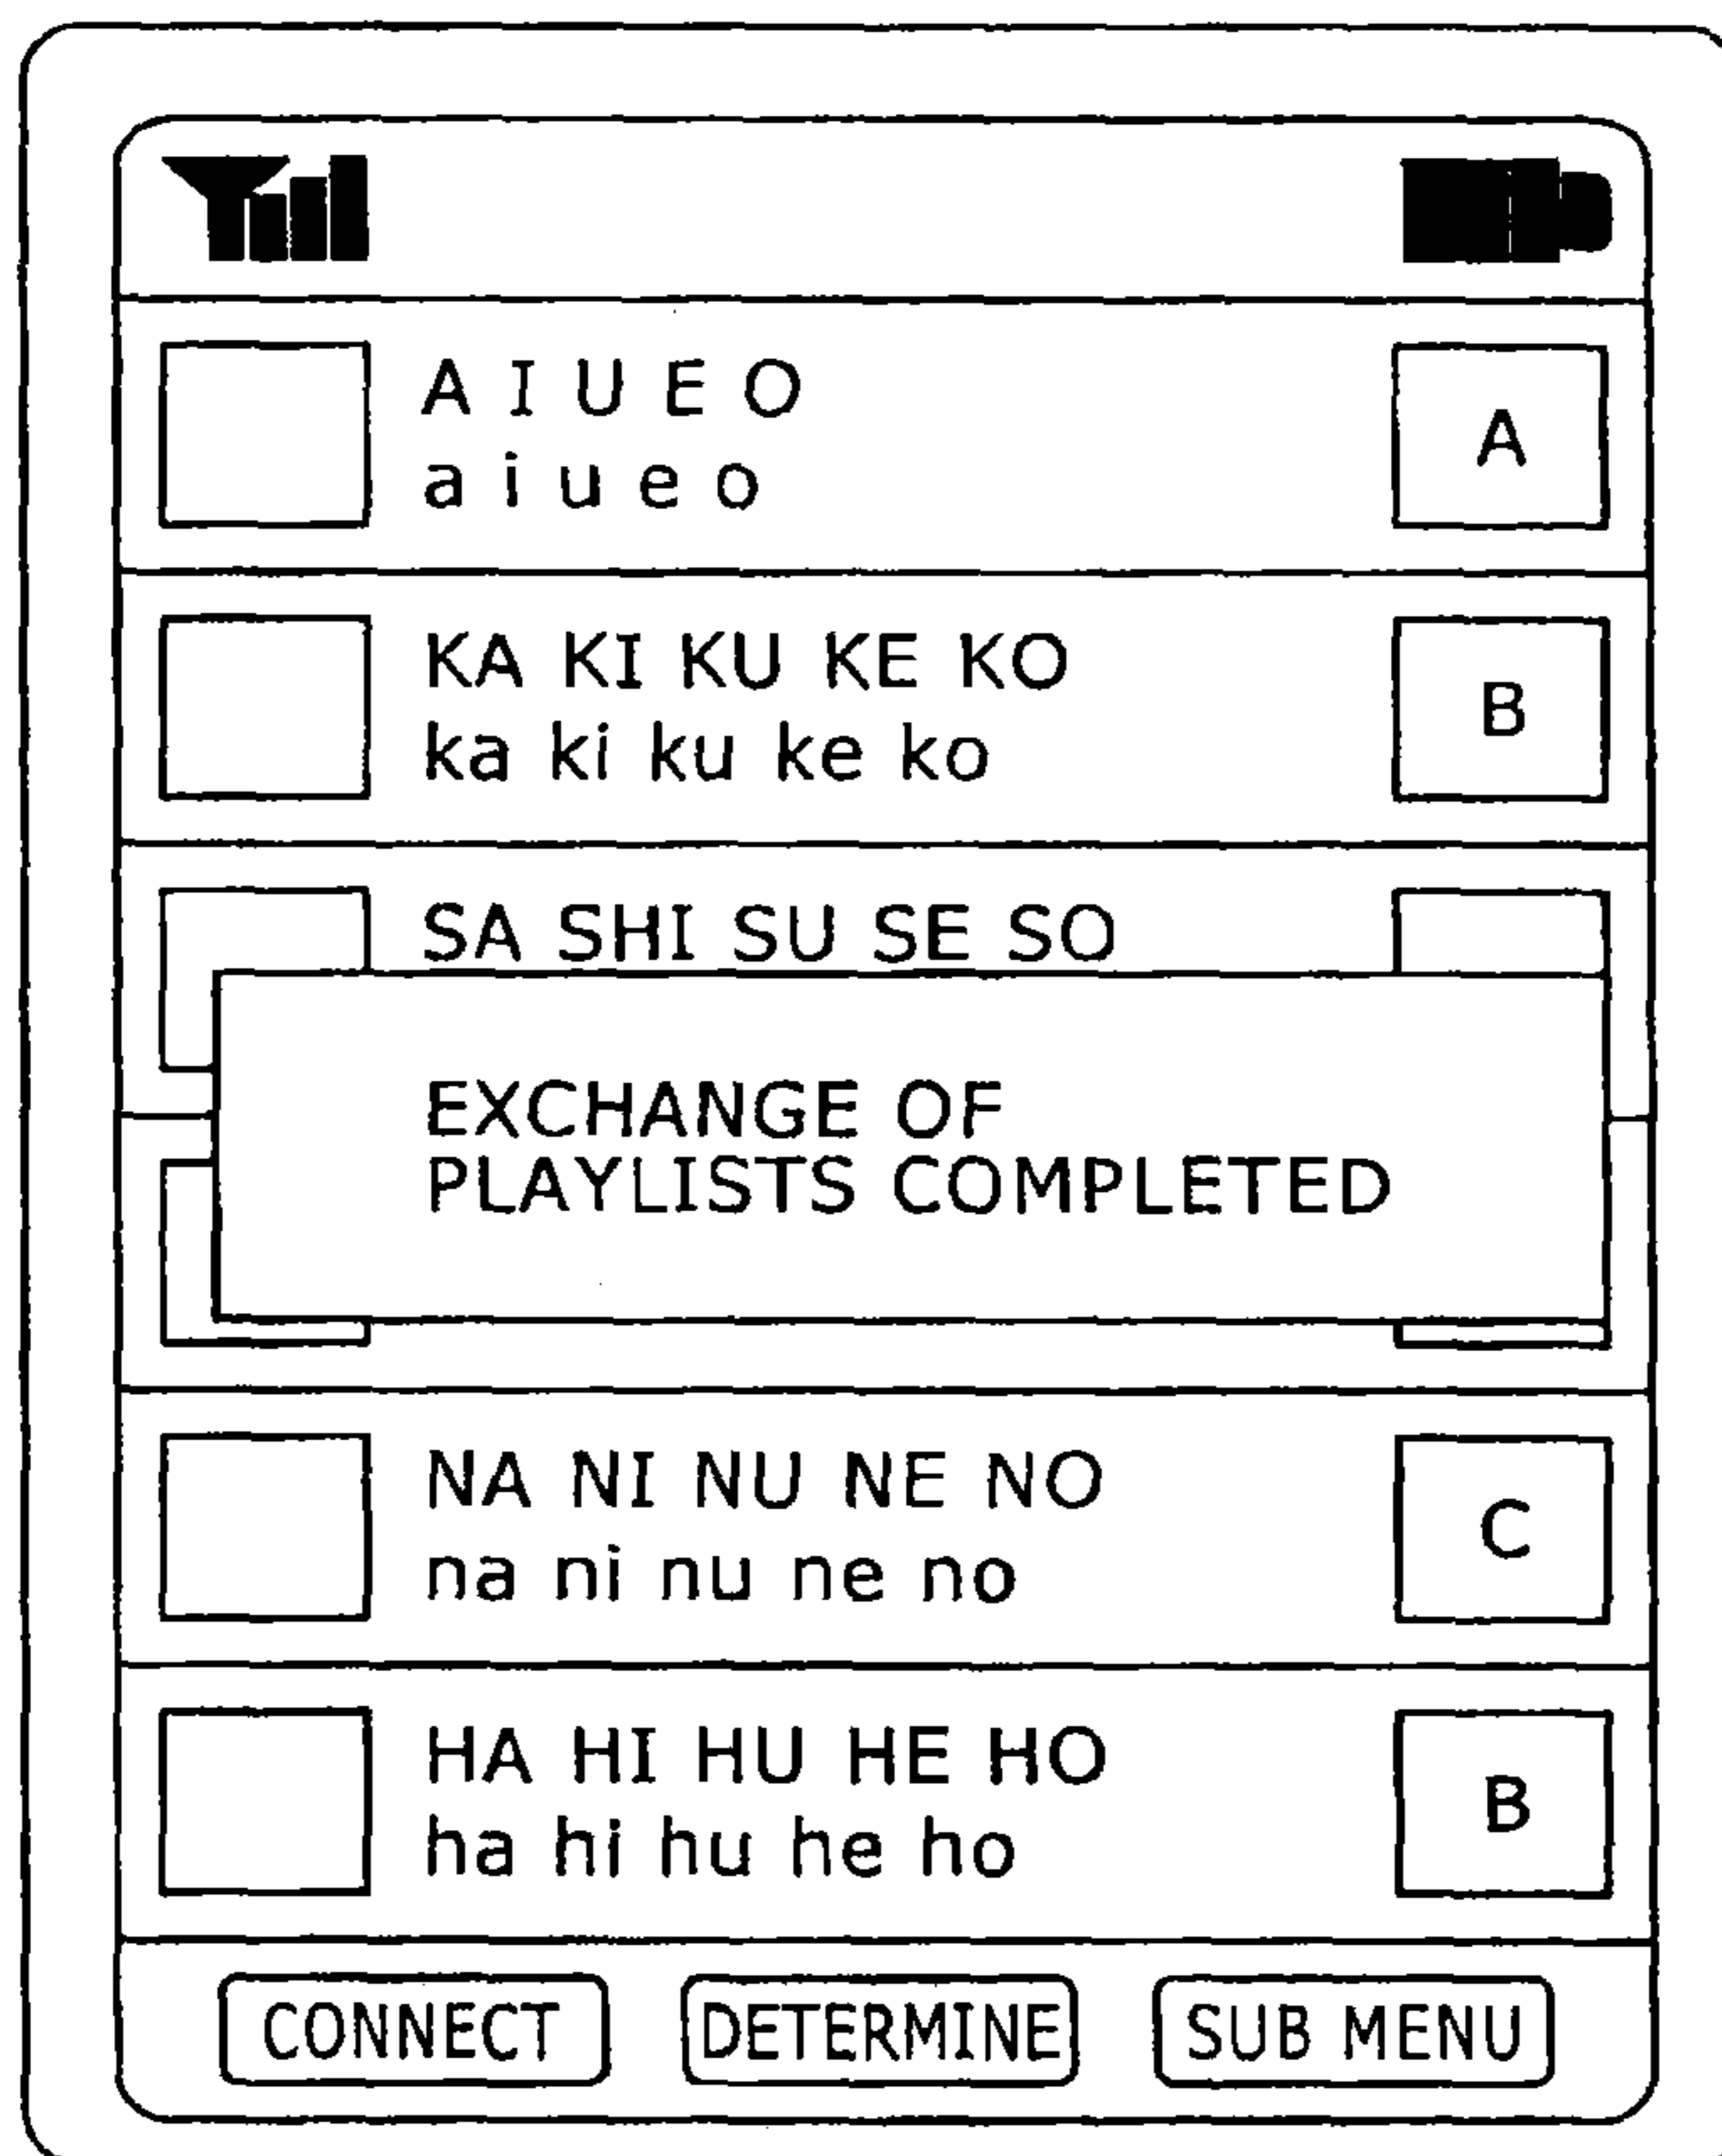 A I U E O
A
a i u e o
KA KI KU KE KO
B
ka ki ku ke ko
SA SHI SU SE SO
EXCHANGE OF
PLAYLISTS COMPLETED
NA NI NU NE NO
C
na ni nu ne no
HA HI HU HE HO
B
ha hi hu he ho
CONNECT DETERMINE SUB MENU